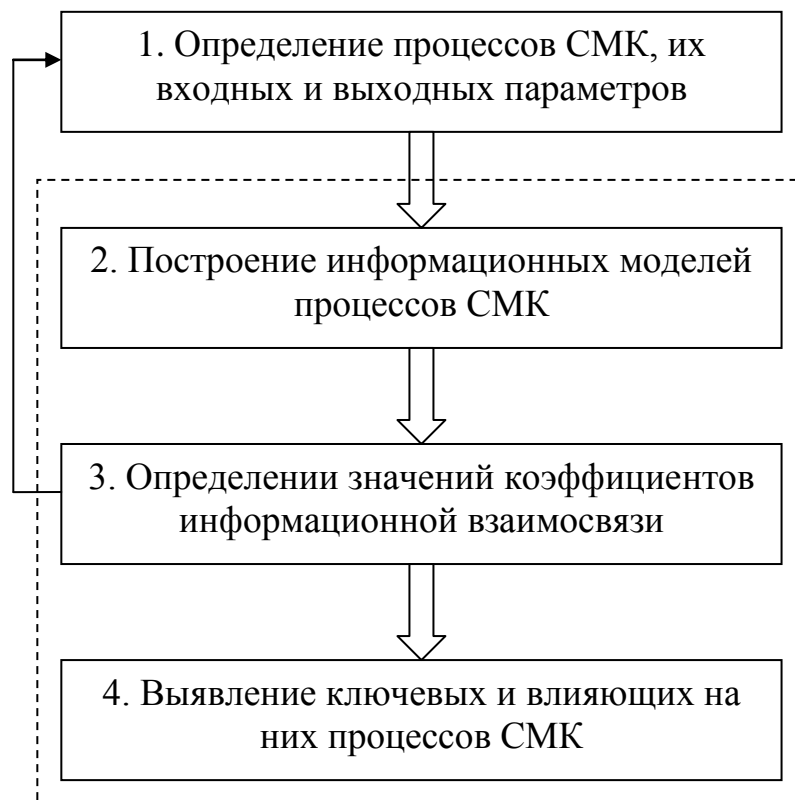 1. Определение процессов СМК, их
входных и выходных параметров
2. Построение информационных моделей
процессов СМК
3. Определении значений коэффициентов
информационной взаимосвязи
4. Выявление ключевых и влияющих на
них процессов СМК